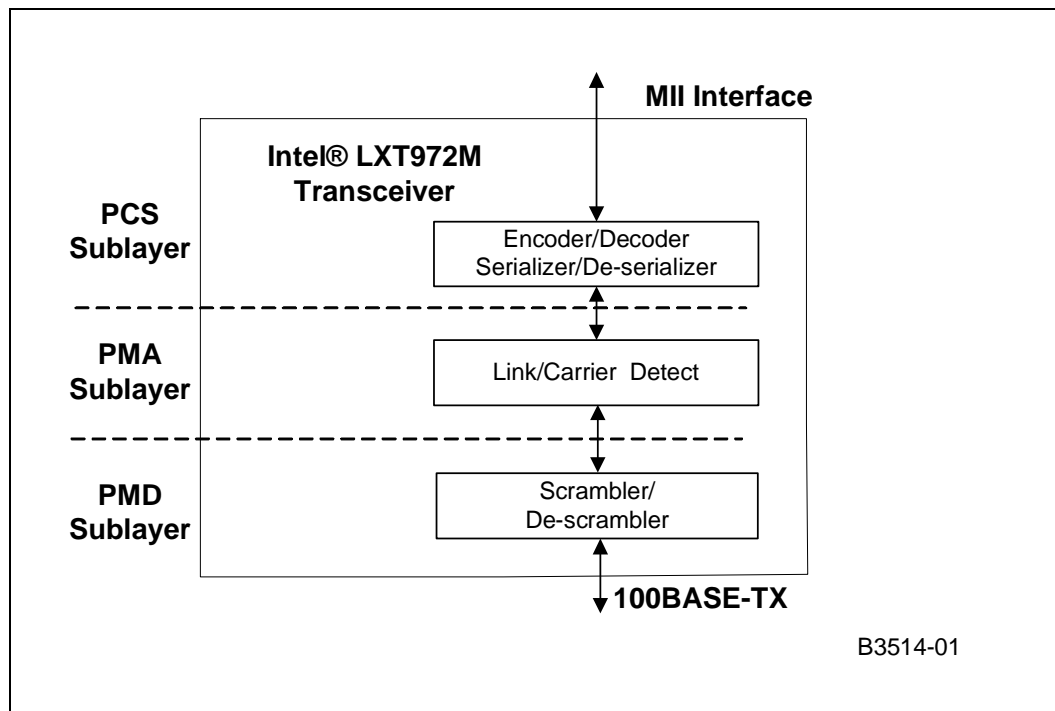 MII Interface
Intel® LXT972M
Transceiver
PCS
Sublayer
Encoder/Decoder
Serializer/De-serializer
PMA
Sublayer
Link/Carrier Detect
PMD
Sublayer
Scrambler/
De-scrambler
100BASE-TX
B3514-01